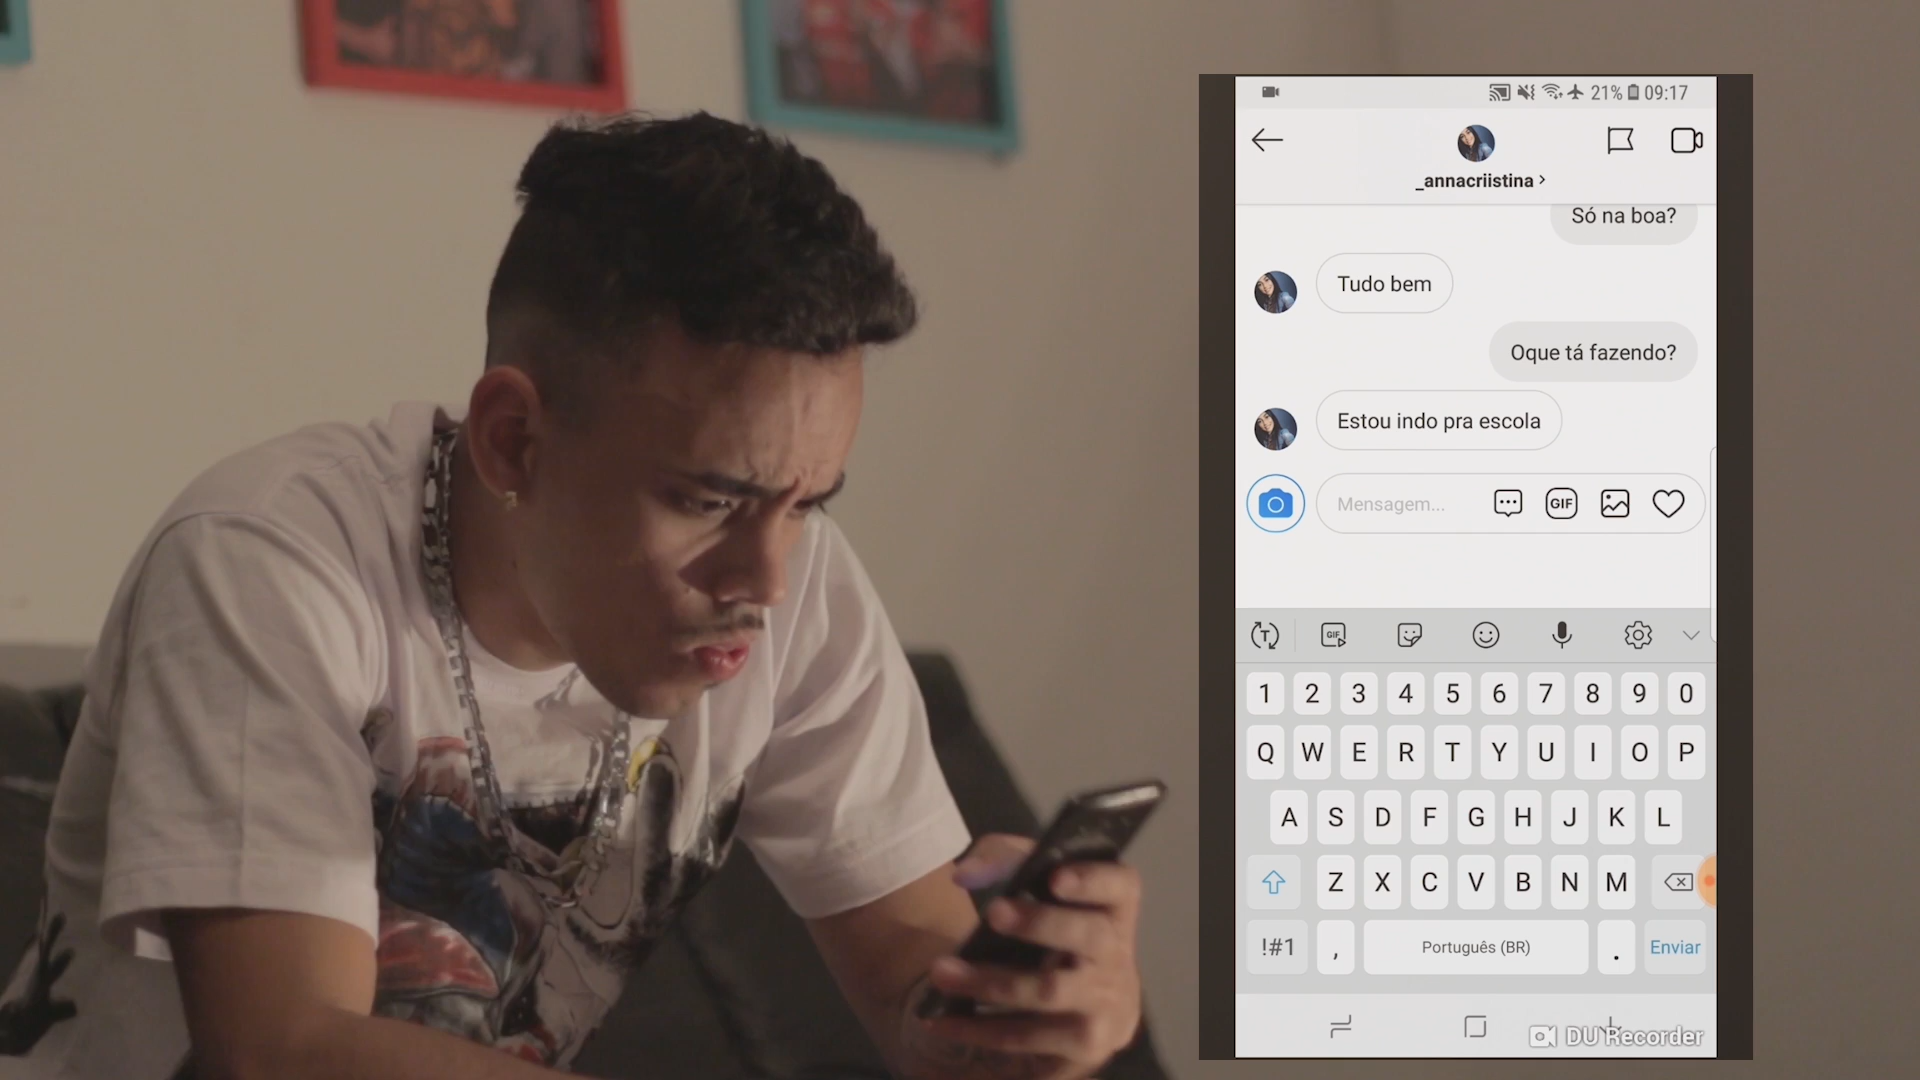 21% 09:17
_annacriistina
Só na boa?
Tudo bem
Oque tá fazendo?
Estou indo pra escola
Mensagem...
GIF
T
GIF
1 2 3 4 5 6 7 8 9 0
Q W E R T Y U I O P
A S D F G H J K L
Z X C V B N M
!#1 , Português (BR) . Enviar
DU Recorder